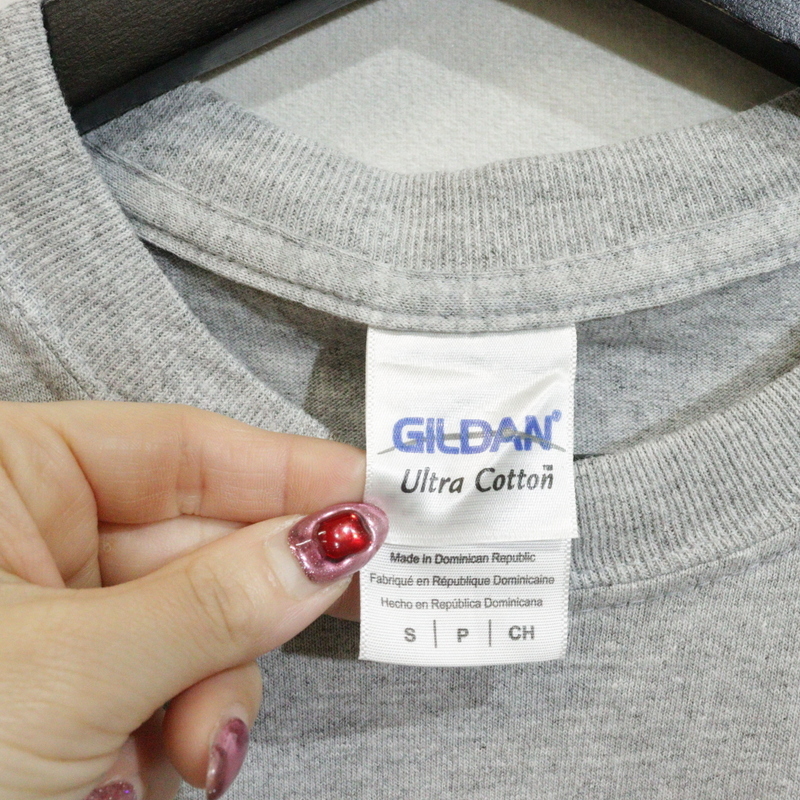 GILDAN®
Ultra Cotton™
Made in Dominican Republic
Fabriqué en République Dominicaine
Hecho en República Dominicana
S | P | CH